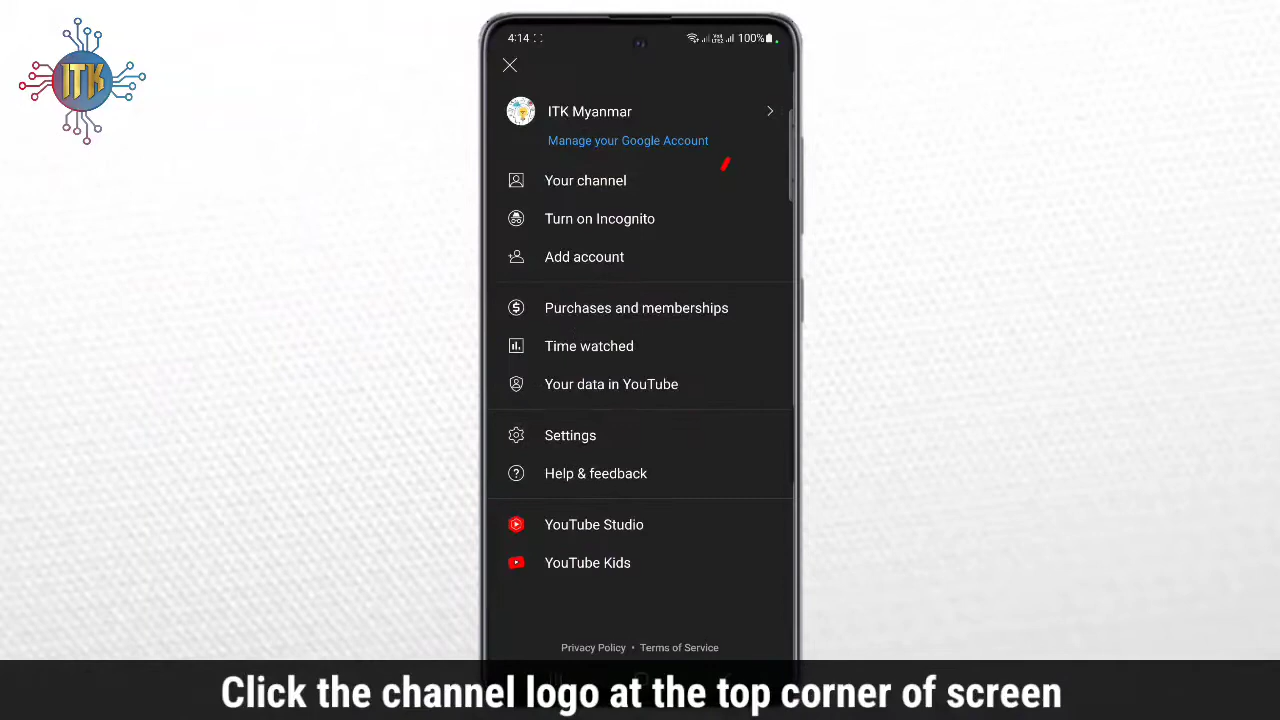 ITK
4:14
VoLTE2 100%
ITK Myanmar
Manage your Google Account
Your channel
Turn on Incognito
Add account
Purchases and memberships
Time watched
Your data in YouTube
Settings
Help & feedback
YouTube Studio
YouTube Kids
Privacy Policy • Terms of Service
Click the channel logo at the top corner of screen